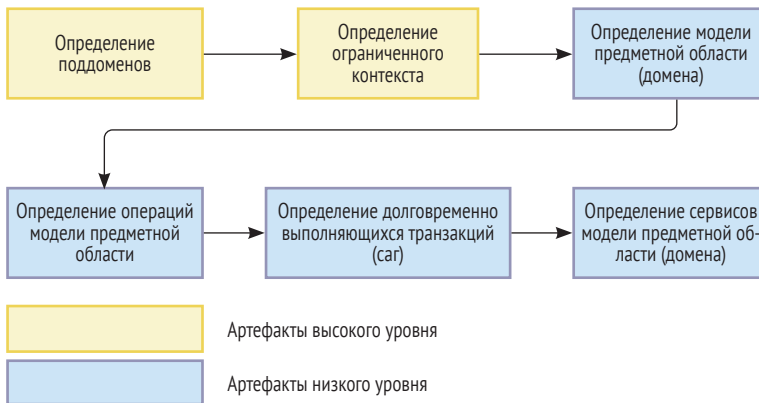 Определение
поддоменов
Определение
ограниченного
контекста
Определение модели
предметной области
(домена)
Определение операций
модели предметной
области
Определение долговременно
выполняющихся транзакций
(саг)
Определение сервисов
модели предметной об-
ласти (домена)
Артефакты высокого уровня
Артефакты низкого уровня